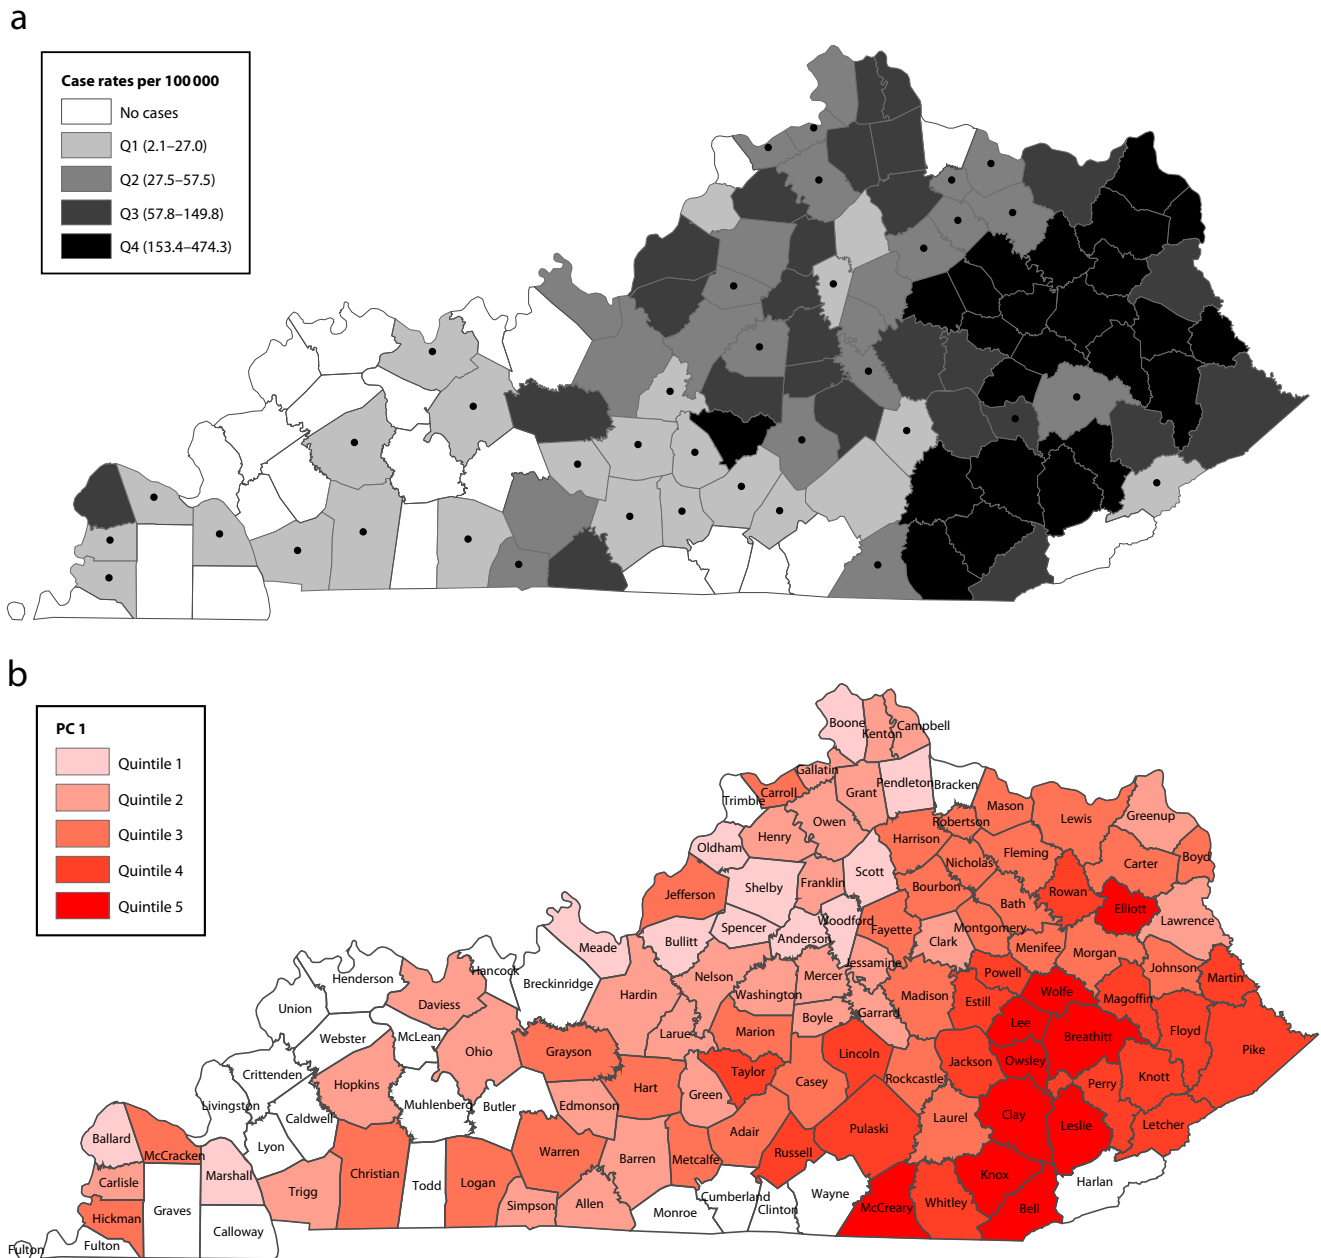 a
Case rates per 100 000
No cases
Q1 (2.1–27.0)
Q2 (27.5–57.5)
Q3 (57.8–149.8)
Q4 (153.4–474.3)
b
PC 1
Quintile 1
Quintile 2
Quintile 3
Quintile 4
Quintile 5
Boone
Kenton
Campbell
Gallatin
Carroll
Trimble
Grant
Pendleton
Bracken
Mason
Robertson
Lewis
Greenup
Owen
Henry
Oldham
Harrison
Nicholas
Fleming
Carter
Boyd
Jefferson
Shelby
Franklin
Scott
Bourbon
Bath
Rowan
Elliott
Lawrence
Spencer
Anderson
Woodford
Fayette
Clark
Montgomery
Menifee
Morgan
Meade
Bullitt
Nelson
Mercer
Jessamine
Johnson
Martin
Henderson
Hancock
Breckinridge
Hardin
Washington
Madison
Powell
Estill
Wolfe
Magoffin
Union
Daviess
Webster
McLean
Ohio
Grayson
Larue
Marion
Boyle
Garrard
Lincoln
Lee
Breathitt
Floyd
Pike
Crittenden
Hopkins
Hart
Taylor
Casey
Rockcastle
Jackson
Owsley
Perry
Knott
Livingston
Caldwell
Muhlenberg
Butler
Edmonson
Green
Clay
Leslie
Letcher
Ballard
McCracken
Lyon
Adair
Pulaski
Laurel
Warren
Carlisle
Marshall
Trigg
Christian
Todd
Logan
Barren
Metcalfe
Russell
Knox
Harlan
Hickman
Graves
Calloway
Simpson
Allen
Monroe
Cumberland
Clinton
Wayne
McCreary
Whitley
Bell
Fulton
Fulton